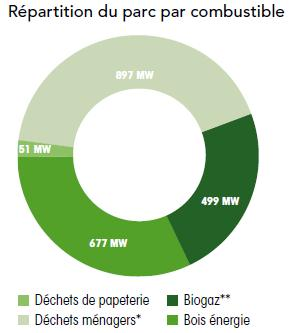 Répartition du parc par combustible
897 MW
51 MW
499 MW
677 MW
Déchets de papeterie
Biogaz**
Déchets ménagers*
Bois énergie